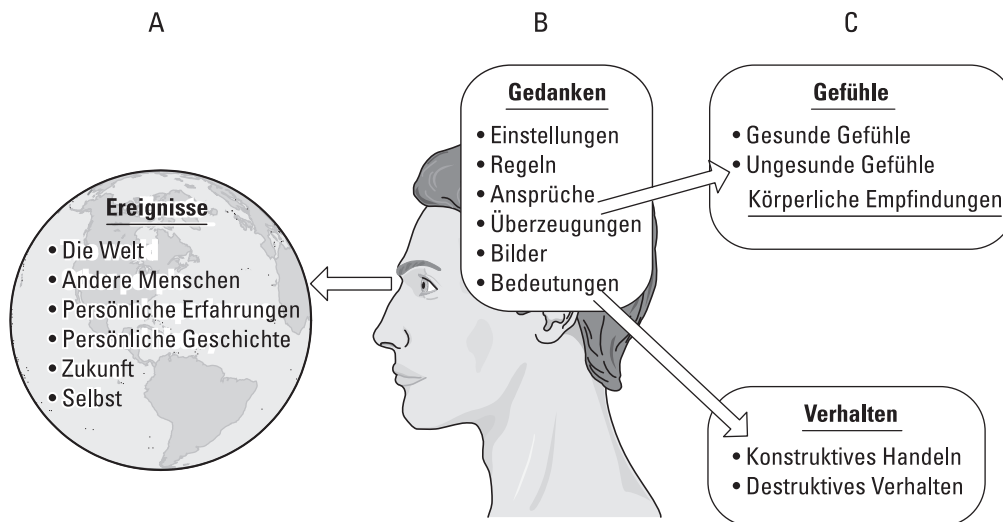 A
B
C
Ereignisse
• Die Welt
• Andere Menschen
• Persönliche Erfahrungen
• Persönliche Geschichte
• Zukunft
• Selbst
Gedanken
• Einstellungen
• Regeln
• Ansprüche
• Überzeugungen
• Bilder
• Bedeutungen
Gefühle
• Gesunde Gefühle
• Ungesunde Gefühle
Körperliche Empfindungen
Verhalten
• Konstruktives Handeln
• Destruktives Verhalten